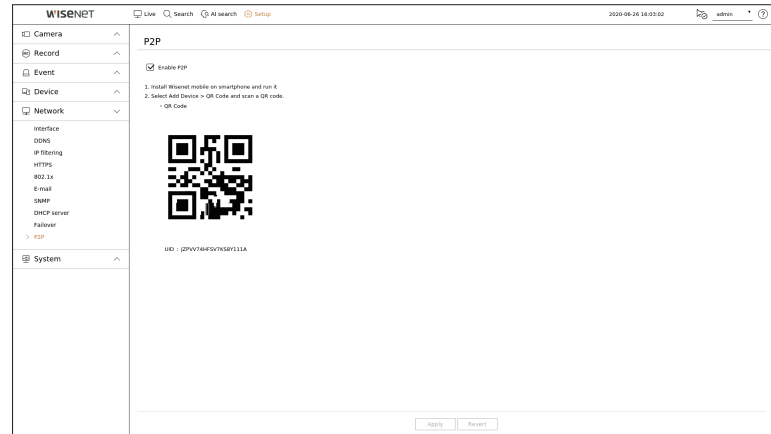 WISENET
Live Search AI search Setup 2020-06-26 16:03:02 admin ?
Camera
Record
Event
Device
Network
Interface
DDNS
IP filtering
HTTPS
802.1x
E-mail
SNMP
DHCP server
Failover
> P2P
System
P2P
Enable P2P
1. Install Wisenet mobile on smartphone and run it
2. Select Add Device > QR Code and scan a QR code.
- QR Code
UID : JZPVV74HFSV7KS8Y111A
Apply Revert